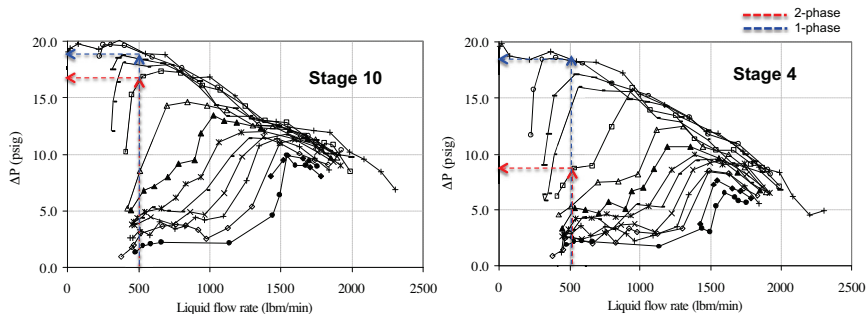 2-phase
1-phase
Stage 10
ΔP (psig)
20.0
15.0
10.0
5.0
0.0
0 500 1000 1500 2000 2500
Liquid flow rate (lbm/min)
Stage 4
ΔP (psig)
20.0
15.0
10.0
5.0
0.0
0 500 1000 1500 2000 2500
Liquid flow rate (lbm/min)